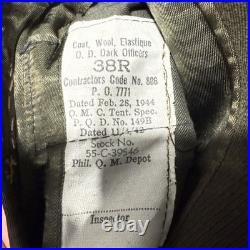 Coat, Wool, Elastique
O. D. Dark Officers
38R
Contractors Code No. 806
P. O. 7771
Dated Feb. 28, 1944
Q. M. C. Tent. Spec.
P. Q. D. No. 149B
Dated 11/4/42
Stock No.
55-C-39546
Phil. Q. M. Depot
Inspector